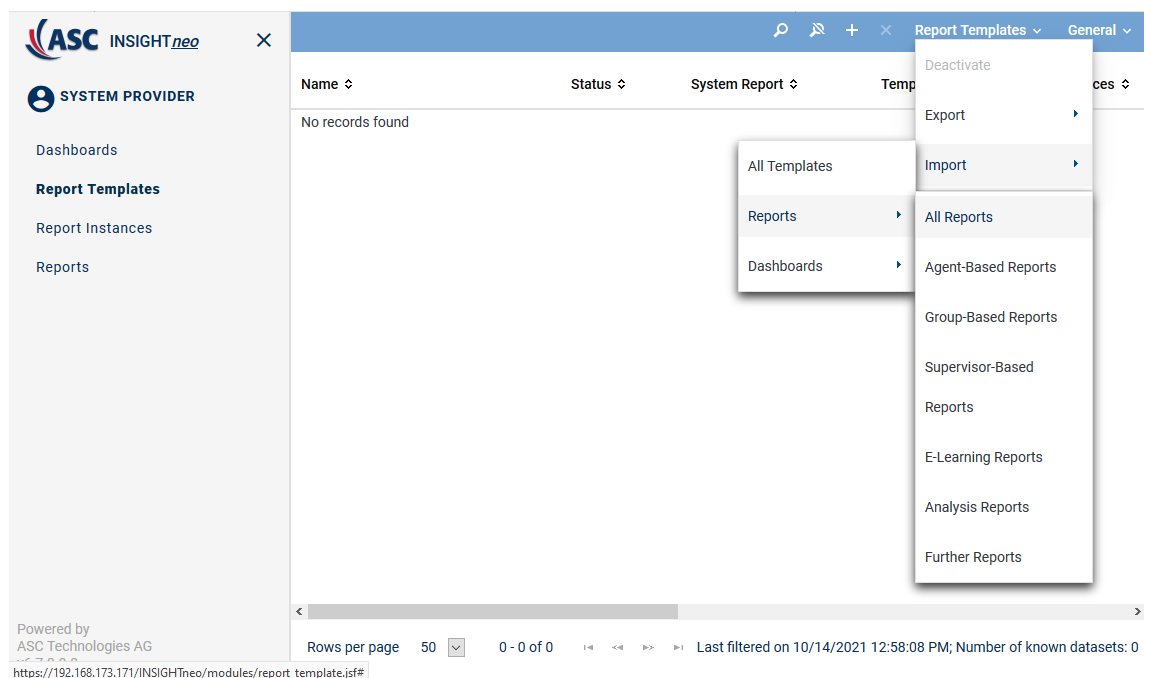 ASC INSIGHTneo
SYSTEM PROVIDER
Dashboards
Report Templates
Report Instances
Reports
Powered by
ASC Technologies AG
https://192.168.173.171/INSIGHTneo/modules/report_template.jsf#
Report Templates General
Name Status System Report Temp ces
No records found
Deactivate
Export
Import
All Templates
Reports
Dashboards
All Reports
Agent-Based Reports
Group-Based Reports
Supervisor-Based
Reports
E-Learning Reports
Analysis Reports
Further Reports
Rows per page 50 0 - 0 of 0 Last filtered on 10/14/2021 12:58:08 PM; Number of known datasets: 0